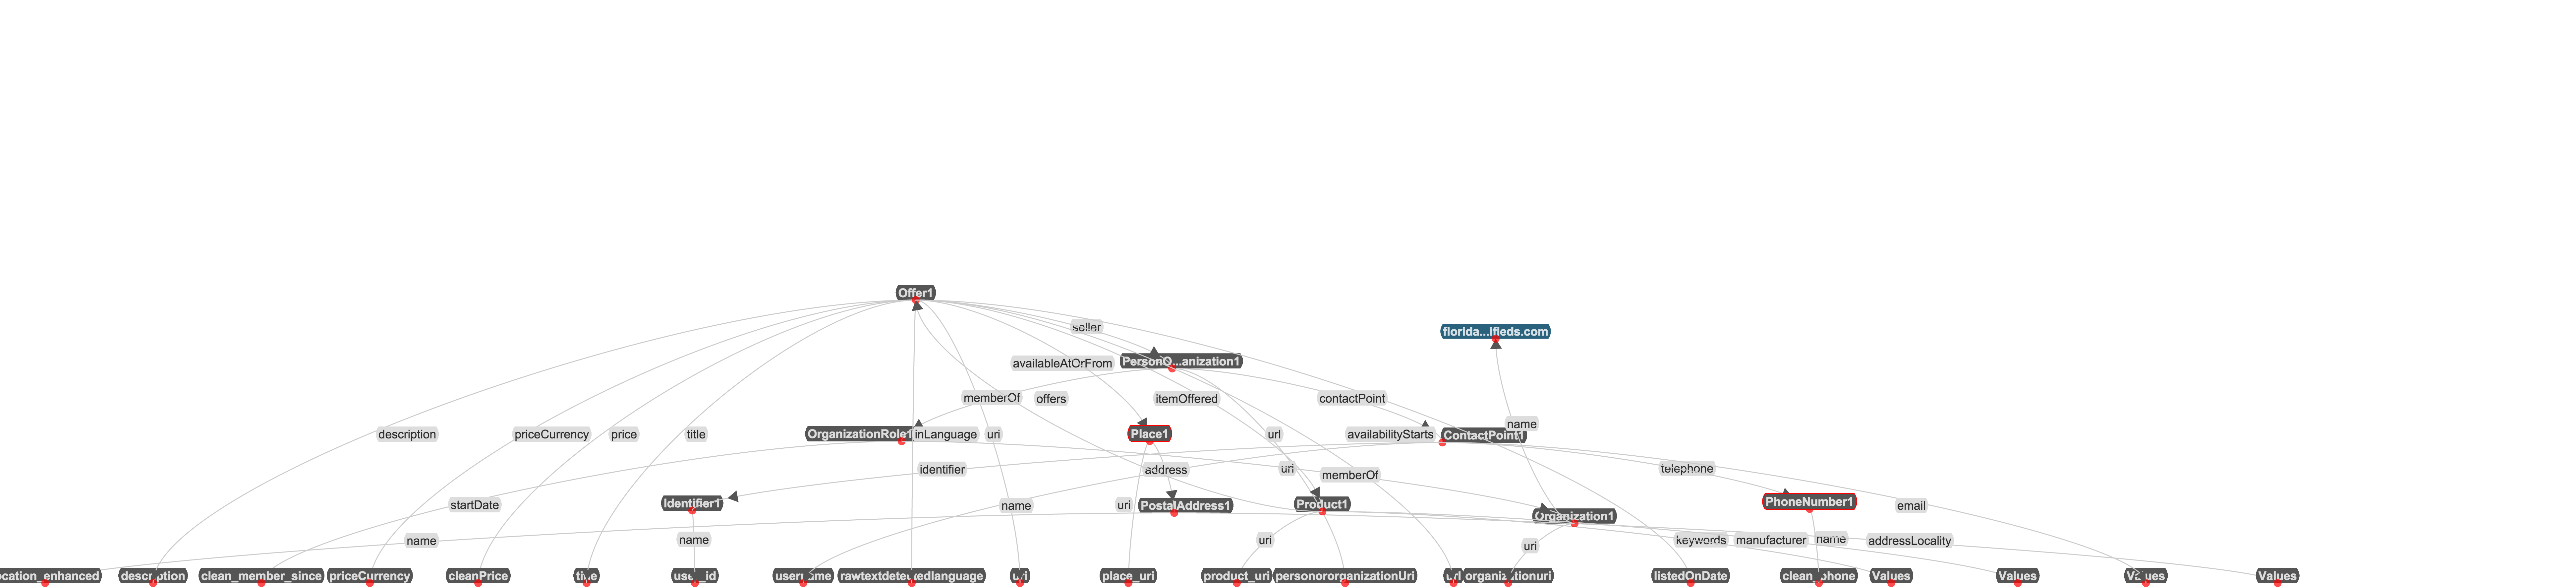 Offer1
seller
florida...ifieds.com
availableAtOrFrom
PersonO...anization1
memberOf
offers
itemOffered
contactPoint
name
description
priceCurrency
price
title
OrganizationRole1
inLanguage
uri
Place1
url
availabilityStarts
ContactPoint1
identifier
address
uri
memberOf
telephone
startDate
Identifier1
name
uri
PostalAddress1
Product1
Organization1
PhoneNumber1
email
name
name
uri
uri
keywords
manufacturer
name
addressLocality
ocation_enhanced
description
clean_member_since
priceCurrency
cleanPrice
title
user_id
username
rawtextdetectedlanguage
uri
place_uri
product_uri
personororganizationUri
url
organizationuri
listedOnDate
clean_phone
Values
Values
Values
Values